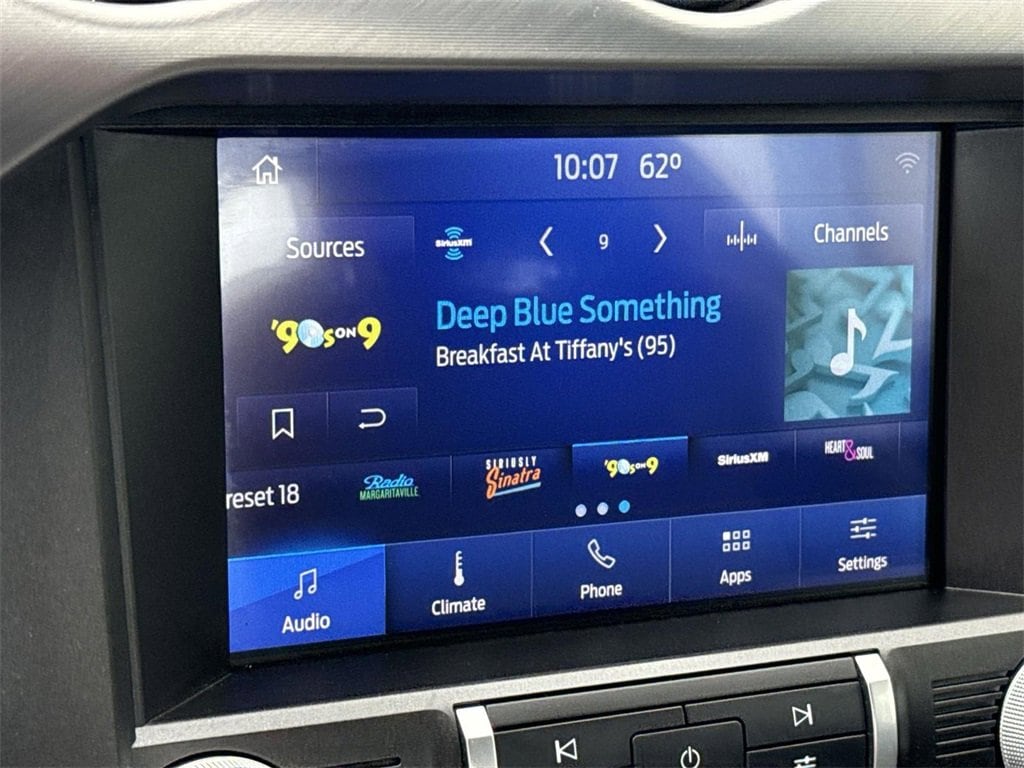 10:07 62°
Sources
SiriusXM
9
Channels
'90s ON 9
Deep Blue Something
Breakfast At Tiffany's (95)
reset 18
Radio
MARGARITAVILLE
SIRIUSLY
Sinatra
'90s ON 9
SiriusXM
HEART & SOUL
Audio
Climate
Phone
Apps
Settings